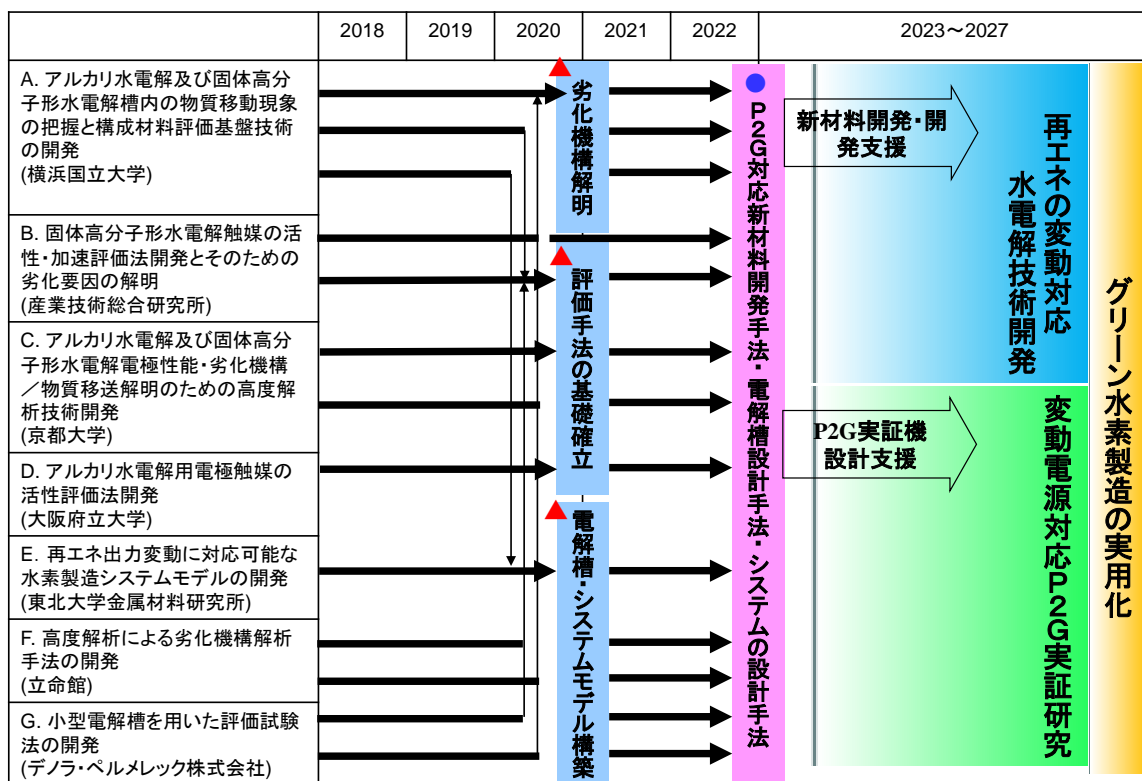 2018
2019
2020
2021
2022
2023～2027
A. アルカリ水電解及び固体高分
子形水電解槽内の物質移動現象
の把握と構成材料評価基盤技術
の開発
(横浜国立大学)
B. 固体高分子形水電解触媒の活
性・加速評価法開発とそのための
劣化要因の解明
(産業技術総合研究所)
C. アルカリ水電解及び固体高分
子形水電解電極性能・劣化機構
／物質移送解明のための高度解
析技術開発
(京都大学)
D. アルカリ水電解用電極触媒の
活性評価法開発
(大阪府立大学)
E. 再エネ出力変動に対応可能な
水素製造システムモデルの開発
(東北大学金属材料研究所)
F. 高度解析による劣化機構解析
手法の開発
(立命館)
G. 小型電解槽を用いた評価試験
法の開発
(デノラ・ペルメレック株式会社)
劣化機構解明
評価手法の基礎確立
電解槽・システムモデル構築
P2G対応新材料開発手法・電解槽設計手法・システムの設計手法
新材料開発・開
発支援
P2G実証機
設計支援
再エネの変動対応
水電解技術開発
変動電源対応P2G実証研究
グリーン水素製造の実用化